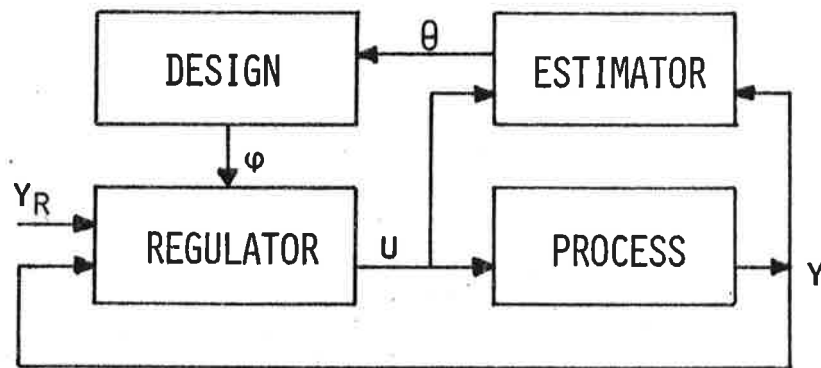 θ
DESIGN
ESTIMATOR
φ
Y_R
REGULATOR
U
PROCESS
Y